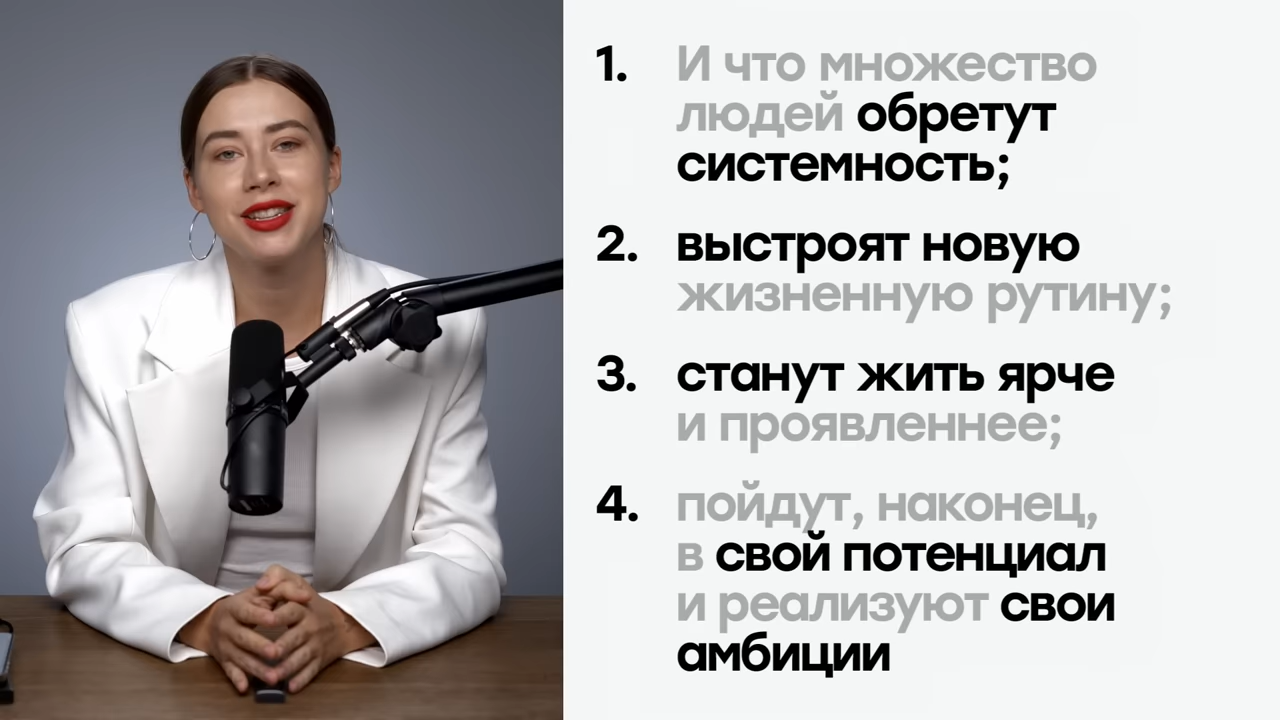 1. И что множество
людей обретут
системность;
2. выстроят новую
жизненную рутину;
3. станут жить ярче
и проявленнее;
4. пойдут, наконец,
в свой потенциал
и реализуют свои
амбиции